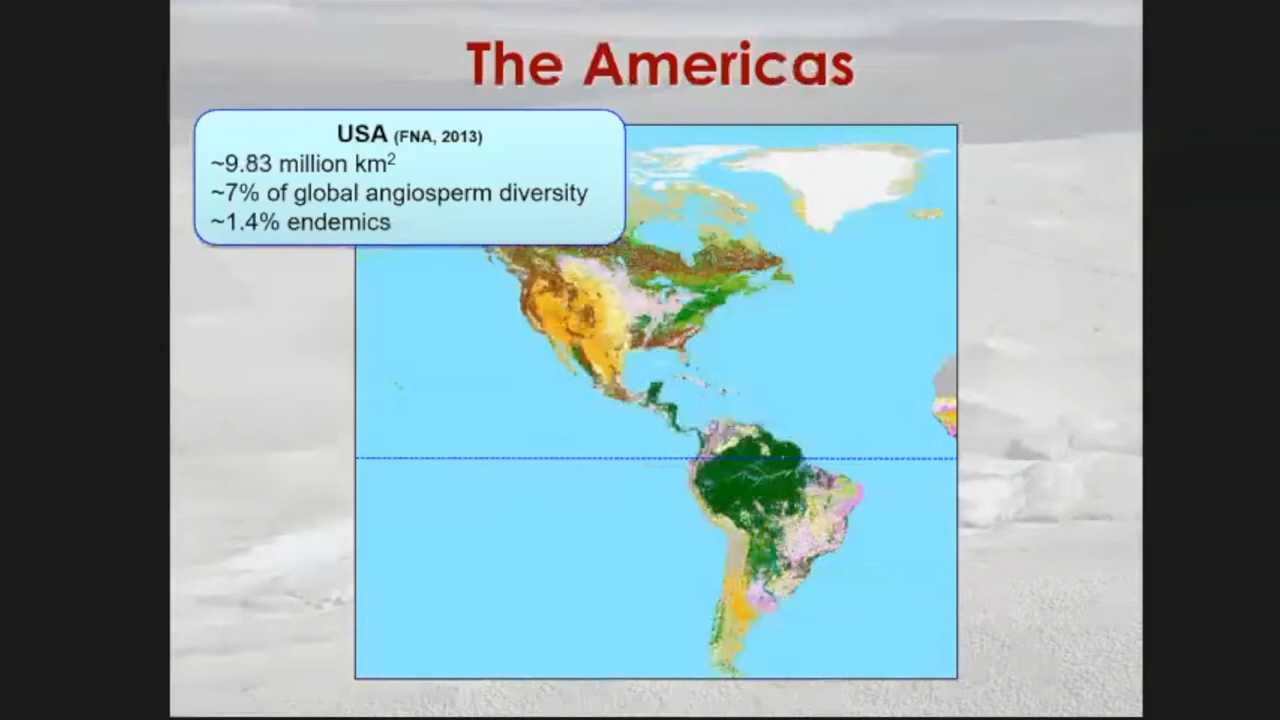 The Americas
USA (FNA, 2013)
~9.83 million km²
~7% of global angiosperm diversity
~1.4% endemics